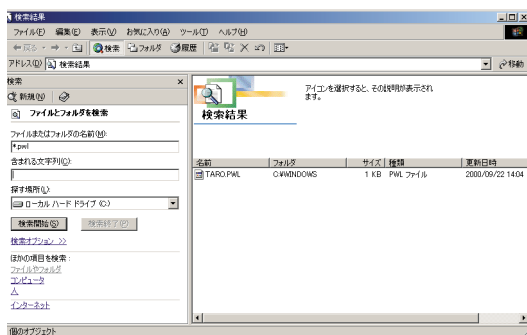 検索結果
ファイル(F) 編集(E) 表示(V) お気に入り(A) ツール(T) ヘルプ(H)
戻る 検索 フォルダ 履歴
アドレス(D) 検索結果 移動
検索
新規(N)
ファイルとフォルダを検索
ファイルまたはフォルダの名前(M):
*.pwl
含まれる文字列(C):
探す場所(L):
ローカル ハード ドライブ (C:)
検索開始(S) 検索終了(P)
検索オプション >>
ほかの項目を検索:
ファイルやフォルダ
コンピュータ
人
インターネット
検索結果
アイコンを選択すると、その説明が表示され
ます。
名前 フォルダ サイズ 種類 更新日時
TARO.PWL C:¥WINDOWS 1 KB PWL ファイル 2000/09/22 14:04
個のオブジェクト